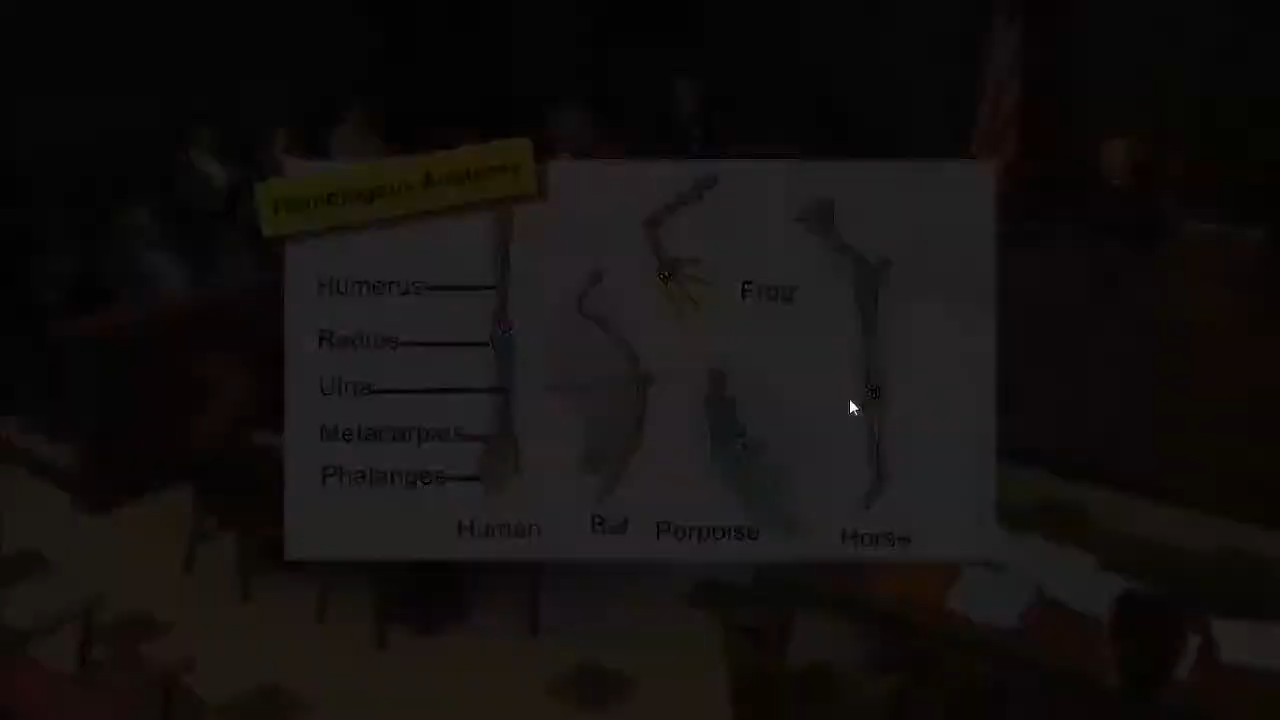 Homologous Anatomy
Humerus
Frog
Radius
Ulna
Metacarpals
Phalanges
Human
Bat
Porpoise
Horse